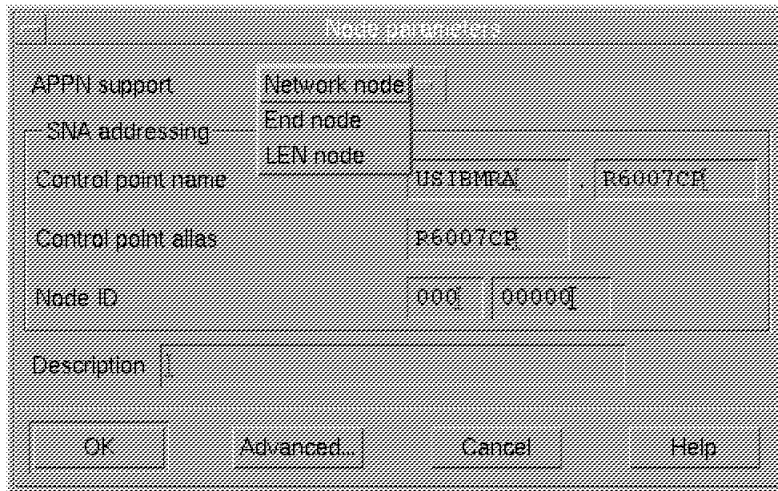 Node parameters
APPN support Network node
End node
SNA addressing
LEN node
Control point name USIBMRA . R6007CP
Control point alias R6007CP
Node ID 000 00000
Description
OK Advanced... Cancel Help